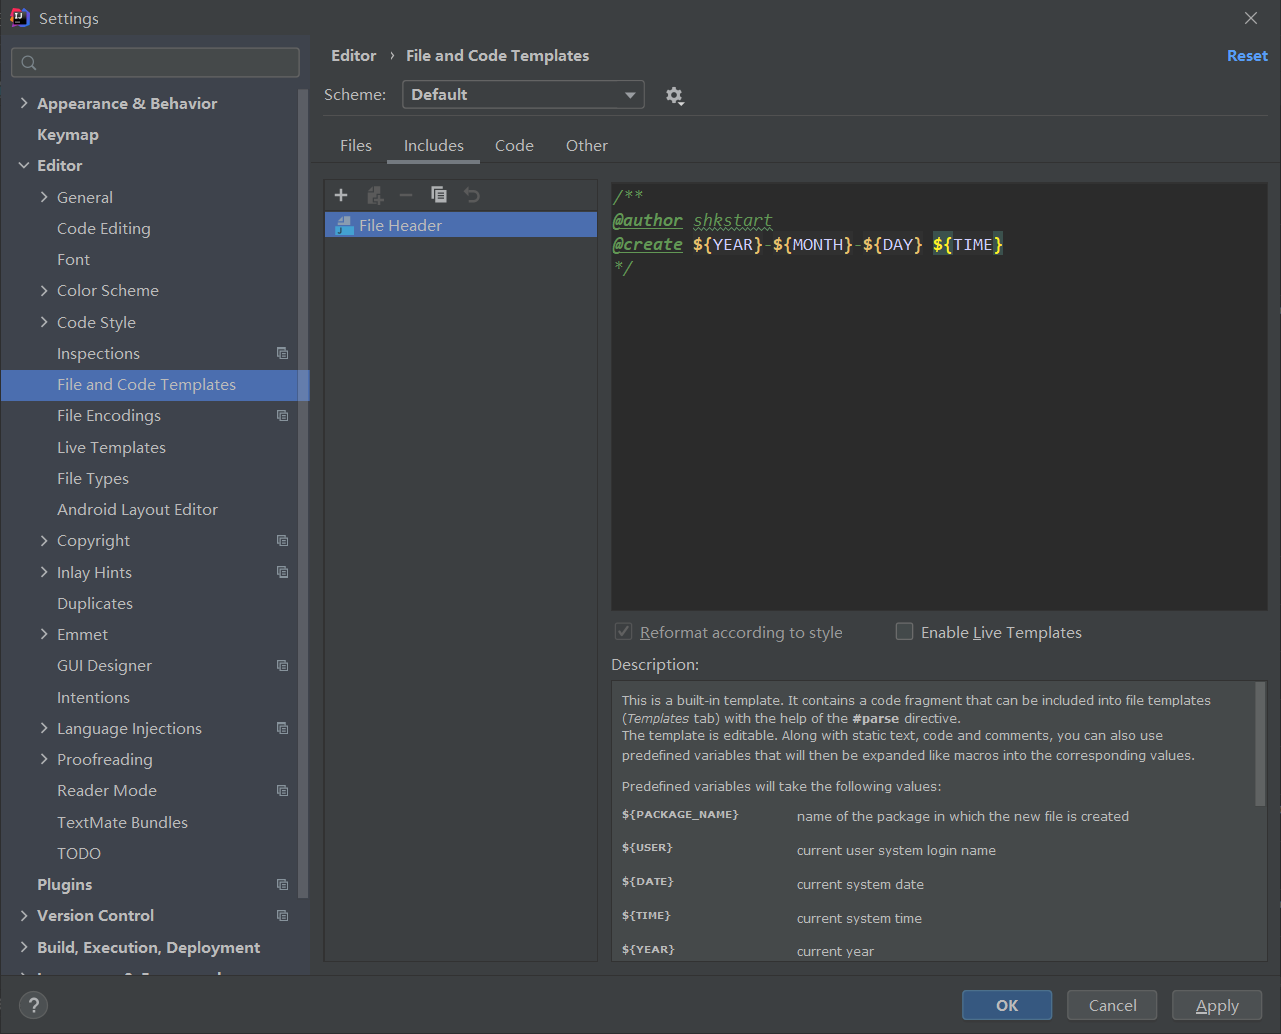 Settings
Appearance & Behavior
Keymap
Editor
General
Code Editing
Font
Color Scheme
Code Style
Inspections
File and Code Templates
File Encodings
Live Templates
File Types
Android Layout Editor
Copyright
Inlay Hints
Duplicates
Emmet
GUI Designer
Intentions
Language Injections
Proofreading
Reader Mode
TextMate Bundles
TODO
Plugins
Version Control
Build, Execution, Deployment
Editor › File and Code Templates
Reset
Scheme: Default
Files Includes Code Other
File Header
/**
@author shkstart
@create ${YEAR}-${MONTH}-${DAY} ${TIME}
*/
Reformat according to style Enable Live Templates
Description:
This is a built-in template. It contains a code fragment that can be included into file templates
(Templates tab) with the help of the #parse directive.
The template is editable. Along with static text, code and comments, you can also use
predefined variables that will then be expanded like macros into the corresponding values.
Predefined variables will take the following values:
${PACKAGE_NAME} name of the package in which the new file is created
${USER} current user system login name
${DATE} current system date
${TIME} current system time
${YEAR} current year
? OK Cancel Apply